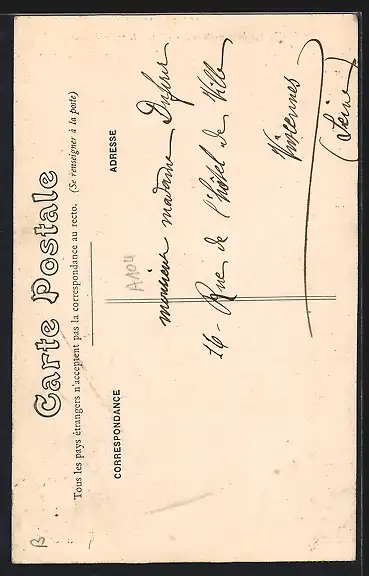 Carte Postale
Tous les pays étrangers n'acceptent pas la correspondance au recto. (Se renseigner à la poste)
CORRESPONDANCE
ADRESSE
A104
monsieur madame
16 - Rue de l'hôtel de Ville
Vincennes
(Seine)
B